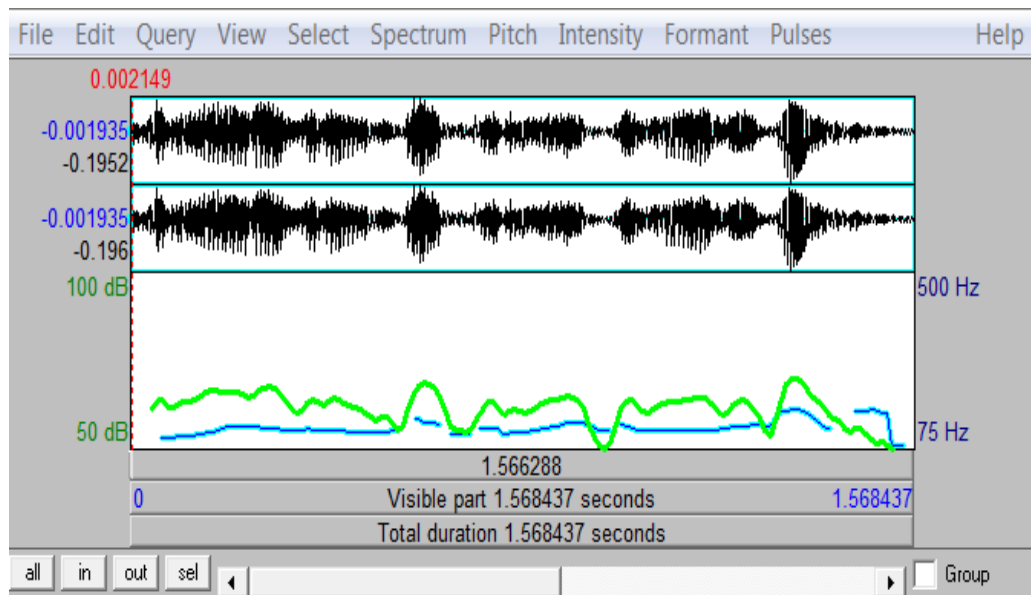 File Edit Query View Select Spectrum Pitch Intensity Formant Pulses Help
0.002149
-0.001935
-0.1952
-0.001935
-0.196
100 dB 500 Hz
50 dB 75 Hz
1.566288
0 Visible part 1.568437 seconds 1.568437
Total duration 1.568437 seconds
all in out sel Group